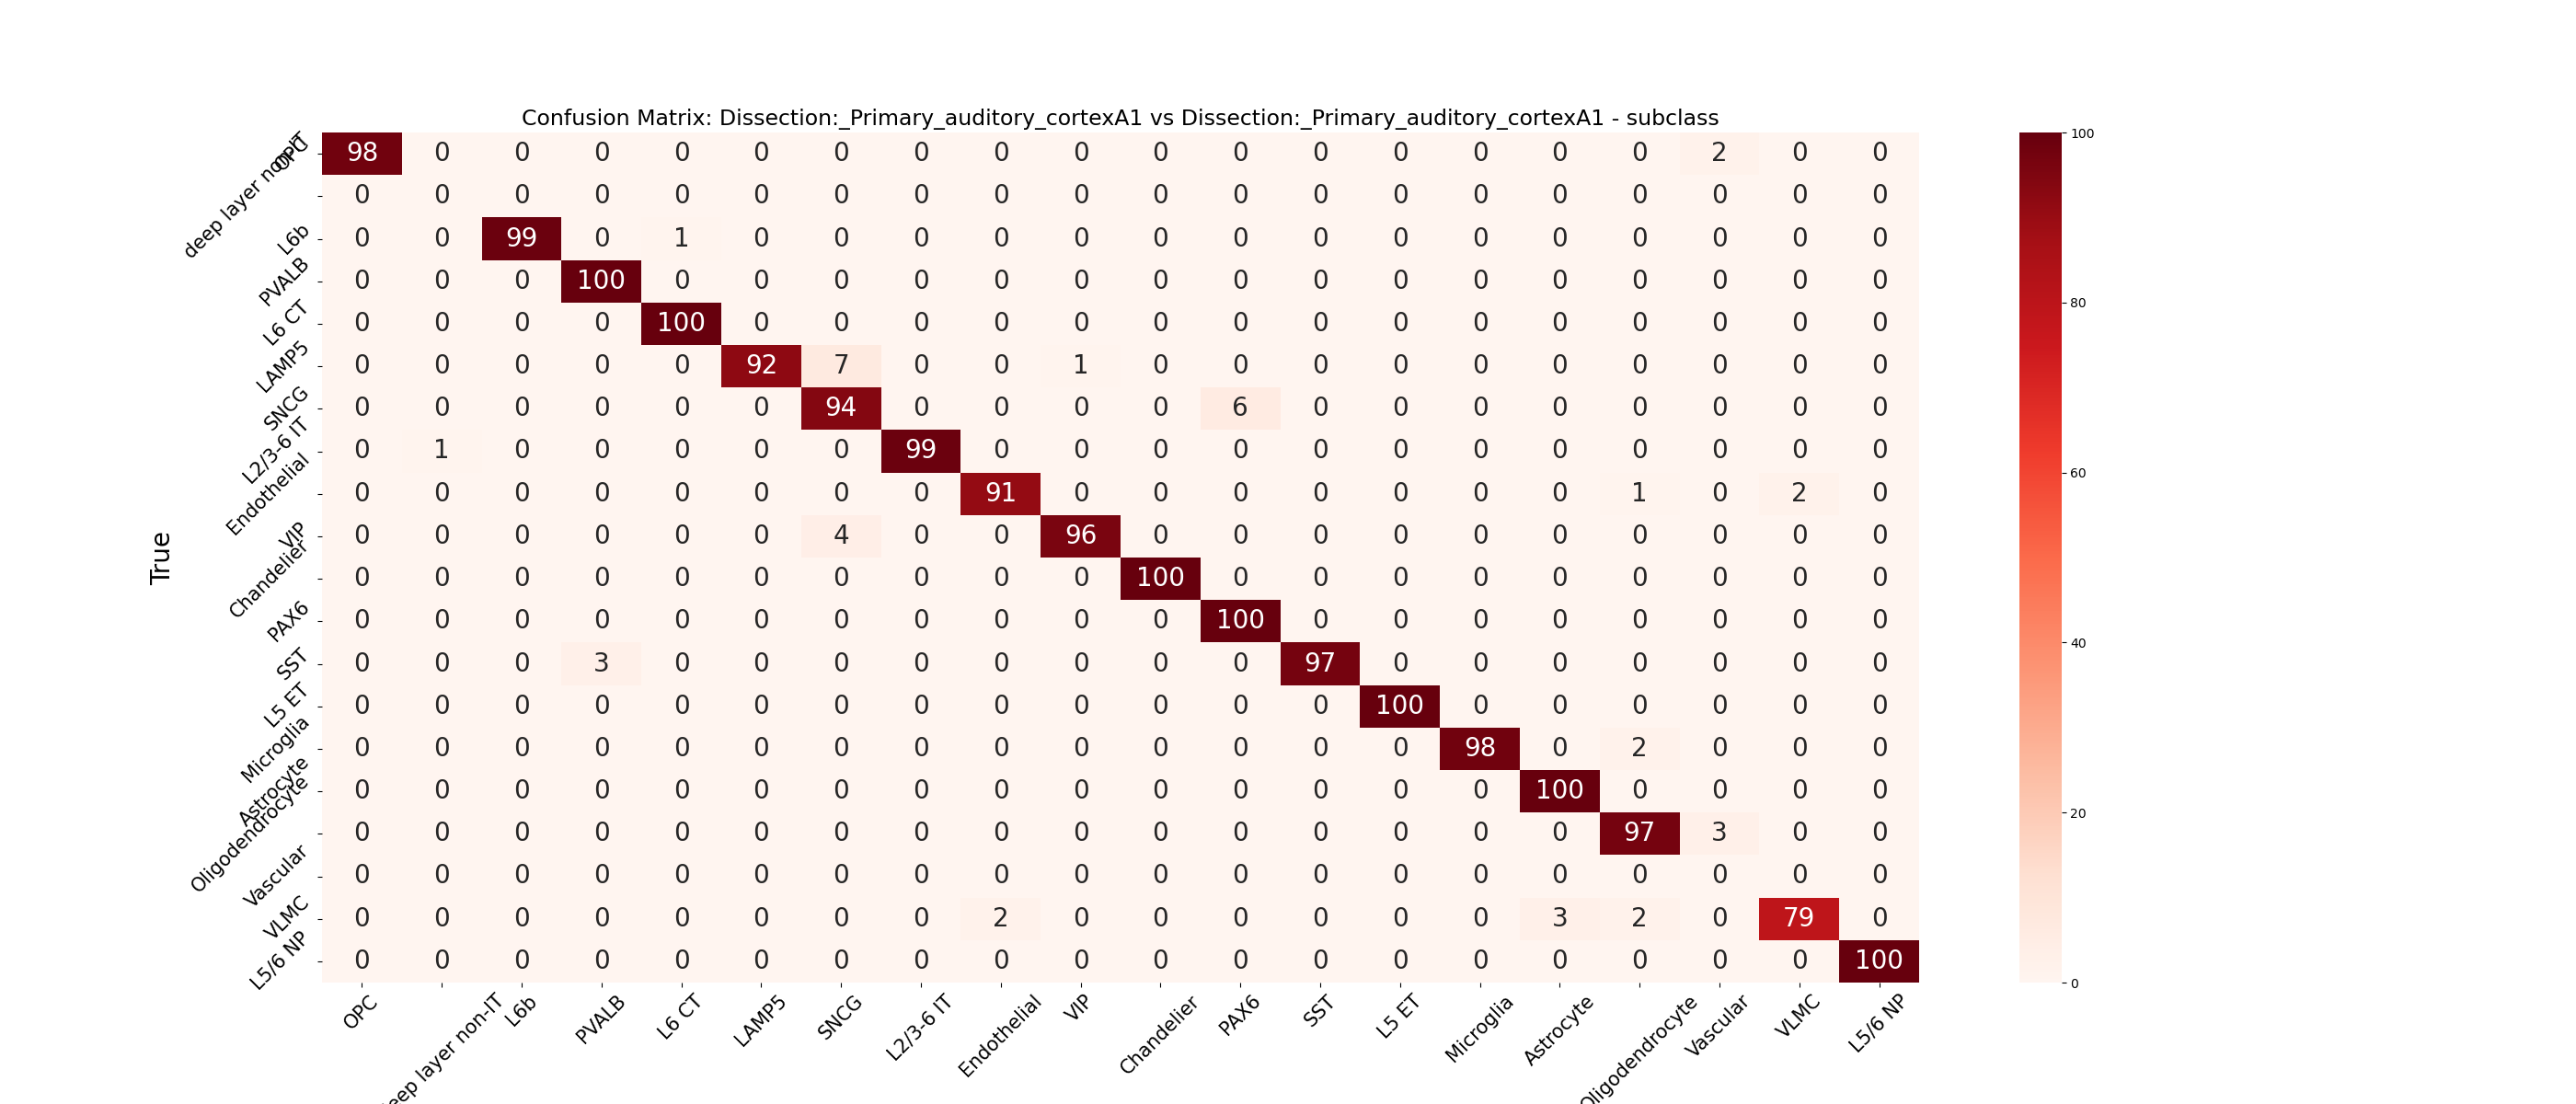 Confusion Matrix: Dissection:_Primary_auditory_cortexA1 vs Dissection:_Primary_auditory_cortexA1 - subclass
OPC 98 0 0 0 0 0 0 0 0 0 0 0 0 0 0 0 0 2 0 0
deep layer non-IT 0 0 0 0 0 0 0 0 0 0 0 0 0 0 0 0 0 0 0 0
L6b 0 0 99 0 1 0 0 0 0 0 0 0 0 0 0 0 0 0 0 0
PVALB 0 0 0 100 0 0 0 0 0 0 0 0 0 0 0 0 0 0 0 0
L6 CT 0 0 0 0 100 0 0 0 0 0 0 0 0 0 0 0 0 0 0 0
LAMP5 0 0 0 0 0 92 7 0 0 1 0 0 0 0 0 0 0 0 0 0
SNCG 0 0 0 0 0 0 94 0 0 0 0 6 0 0 0 0 0 0 0 0
L2/3-6 IT 0 1 0 0 0 0 0 99 0 0 0 0 0 0 0 0 0 0 0 0
Endothelial 0 0 0 0 0 0 0 0 91 0 0 0 0 0 0 0 1 0 2 0
VIP 0 0 0 0 0 0 4 0 0 96 0 0 0 0 0 0 0 0 0 0
Chandelier 0 0 0 0 0 0 0 0 0 0 100 0 0 0 0 0 0 0 0 0
PAX6 0 0 0 0 0 0 0 0 0 0 0 100 0 0 0 0 0 0 0 0
SST 0 0 0 3 0 0 0 0 0 0 0 0 97 0 0 0 0 0 0 0
L5 ET 0 0 0 0 0 0 0 0 0 0 0 0 0 100 0 0 0 0 0 0
Microglia 0 0 0 0 0 0 0 0 0 0 0 0 0 0 98 0 2 0 0 0
Astrocyte 0 0 0 0 0 0 0 0 0 0 0 0 0 0 0 100 0 0 0 0
Oligodendrocyte 0 0 0 0 0 0 0 0 0 0 0 0 0 0 0 0 97 3 0 0
Vascular 0 0 0 0 0 0 0 0 0 0 0 0 0 0 0 0 0 0 0 0
VLMC 0 0 0 0 0 0 0 0 2 0 0 0 0 0 0 3 2 0 79 0
L5/6 NP 0 0 0 0 0 0 0 0 0 0 0 0 0 0 0 0 0 0 0 100
True
OPC
eep layer non-IT
L6b
PVALB
L6 CT
LAMP5
SNCG
L2/3-6 IT
Endothelial
VIP
Chandelier
PAX6
SST
L5 ET
Microglia
Astrocyte
Oligodendrocyte
Vascular
VLMC
L5/6 NP
100
80
60
40
20
0